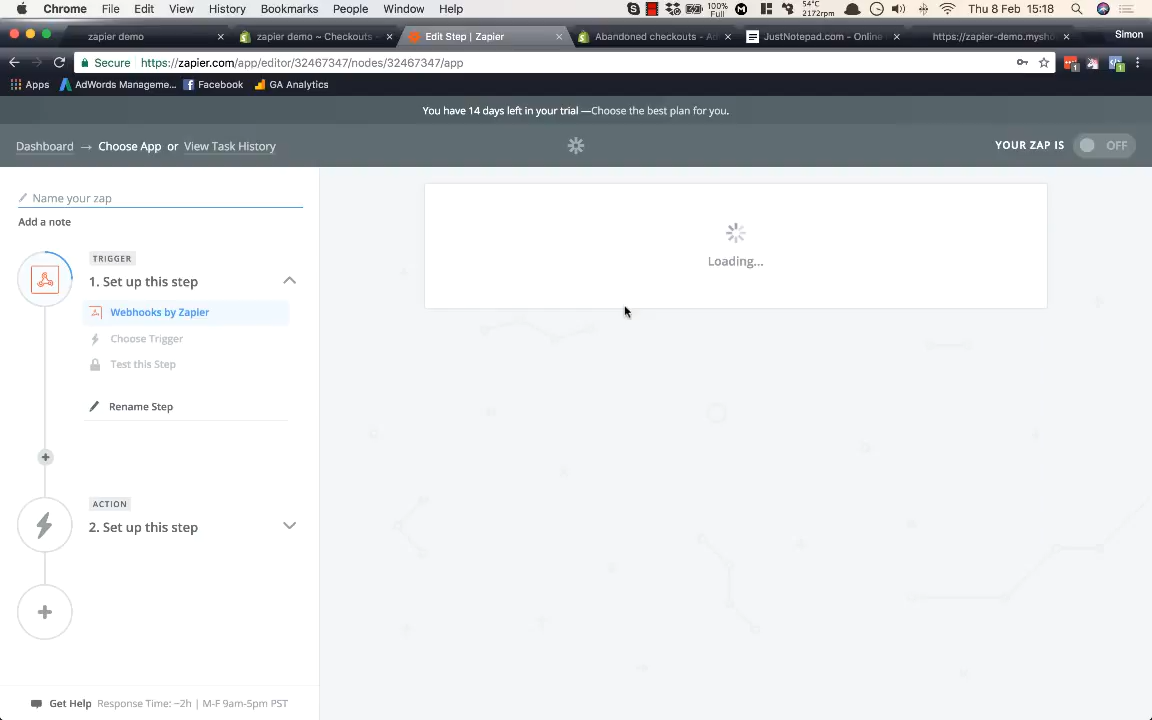 Chrome File Edit View History Bookmarks People Window Help 100% Full 54°C 2172rpm Thu 8 Feb 15:18
zapier demo zapier demo ~ Checkouts ~ Edit Step | Zapier Abandoned checkouts - Ad JustNotepad.com - Online https://zapier-demo.mysho Simon
Secure https://zapier.com/app/editor/32467347/nodes/32467347/app
Apps AdWords Manageme... Facebook GA Analytics
You have 14 days left in your trial —Choose the best plan for you.
Dashboard → Choose App or View Task History YOUR ZAP IS OFF
Name your zap
Add a note
TRIGGER
1. Set up this step
Webhooks by Zapier
Choose Trigger
Test this Step
Rename Step
Loading...
ACTION
2. Set up this step
Get Help Response Time: ~2h | M-F 9am-5pm PST